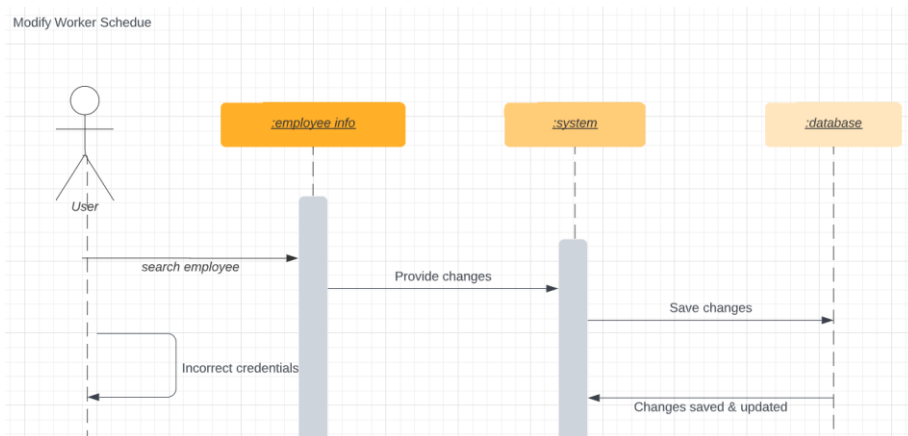 Modify Worker Schedue
:employee info
:system
:database
User
search employee
Provide changes
Save changes
Incorrect credentials
Changes saved & updated